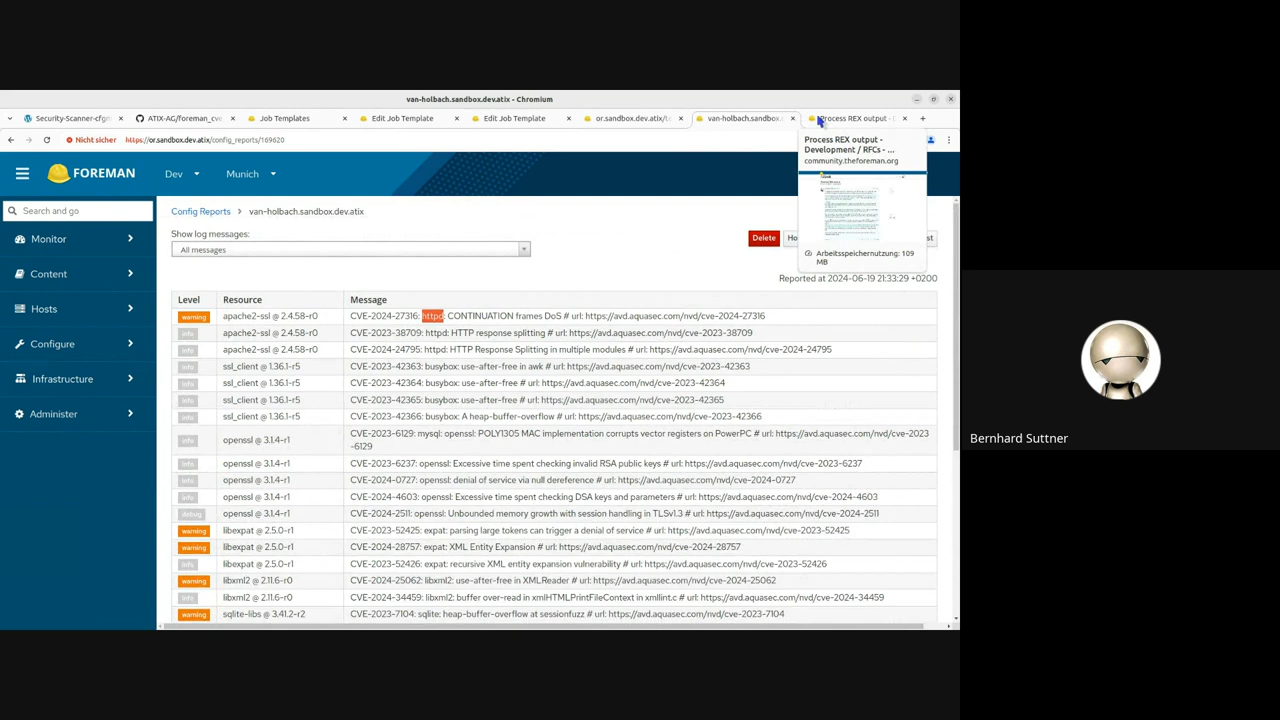 van-holbach.sandbox.dev.atix - Chromium
Security-Scanner-cfgm
ATIX-AG/foreman_cve
Job Templates
Edit Job Template
Edit Job Template
or.sandbox.dev.atix/
van-holbach.sandbox.
Process REX output -
Nicht sicher https://or.sandbox.dev.atix/config_reports/169620
Process REX output -
Development / RFCs - ...
community.theforeman.org
Arbeitsspeichernutzung: 109
MB
FOREMAN
Dev
Munich
Search and go
Monitor
Content
Hosts
Configure
Infrastructure
Administer
Config Reports > van-holbach.sandbox.dev.atix
Show log messages:
All messages
Delete
Ho
st
Reported at 2024-06-19 21:33:29 +0200
Level Resource Message
warning apache2-ssl @ 2.4.58-r0 CVE-2024-27316: httpd: CONTINUATION frames DoS # url: https://avd.aquasec.com/nvd/cve-2024-27316
info apache2-ssl @ 2.4.58-r0 CVE-2023-38709: httpd: HTTP response splitting # url: https://avd.aquasec.com/nvd/cve-2023-38709
info apache2-ssl @ 2.4.58-r0 CVE-2024-24795: httpd: HTTP Response Splitting in multiple modules # url: https://avd.aquasec.com/nvd/cve-2024-24795
info ssl_client @ 1.36.1-r5 CVE-2023-42363: busybox: use-after-free in awk # url: https://avd.aquasec.com/nvd/cve-2023-42363
info ssl_client @ 1.36.1-r5 CVE-2023-42364: busybox: use-after-free # url: https://avd.aquasec.com/nvd/cve-2023-42364
info ssl_client @ 1.36.1-r5 CVE-2023-42365: busybox: use-after-free # url: https://avd.aquasec.com/nvd/cve-2023-42365
info ssl_client @ 1.36.1-r5 CVE-2023-42366: busybox: A heap-buffer-overflow # url: https://avd.aquasec.com/nvd/cve-2023-42366
info openssl @ 3.1.4-r1 CVE-2023-6129: mysql: openssl: POLY1305 MAC implementation corrupts vector registers on PowerPC # url: https://avd.aquasec.com/nvd/cve-2023
-6129
info openssl @ 3.1.4-r1 CVE-2023-6237: openssl: Excessive time spent checking invalid RSA public keys # url: https://avd.aquasec.com/nvd/cve-2023-6237
info openssl @ 3.1.4-r1 CVE-2024-0727: openssl: denial of service via null dereference # url: https://avd.aquasec.com/nvd/cve-2024-0727
info openssl @ 3.1.4-r1 CVE-2024-4603: openssl: Excessive time spent checking DSA keys and parameters # url: https://avd.aquasec.com/nvd/cve-2024-4603
debug openssl @ 3.1.4-r1 CVE-2024-2511: openssl: Unbounded memory growth with session handling in TLSv1.3 # url: https://avd.aquasec.com/nvd/cve-2024-2511
warning libexpat @ 2.5.0-r1 CVE-2023-52425: expat: parsing large tokens can trigger a denial of service # url: https://avd.aquasec.com/nvd/cve-2023-52425
warning libexpat @ 2.5.0-r1 CVE-2024-28757: expat: XML Entity Expansion # url: https://avd.aquasec.com/nvd/cve-2024-28757
info libexpat @ 2.5.0-r1 CVE-2023-52426: expat: recursive XML entity expansion vulnerability # url: https://avd.aquasec.com/nvd/cve-2023-52426
warning libxml2 @ 2.11.6-r0 CVE-2024-25062: libxml2: use-after-free in XMLReader # url: https://avd.aquasec.com/nvd/cve-2024-25062
info libxml2 @ 2.11.6-r0 CVE-2024-34459: libxml2: buffer over-read in xmlHTMLPrintFileContext in xmllint.c # url: https://avd.aquasec.com/nvd/cve-2024-34459
warning sqlite-libs @ 3.41.2-r2 CVE-2023-7104: sqlite: heap-buffer-overflow at sessionfuzz # url: https://avd.aquasec.com/nvd/cve-2023-7104
Bernhard Suttner